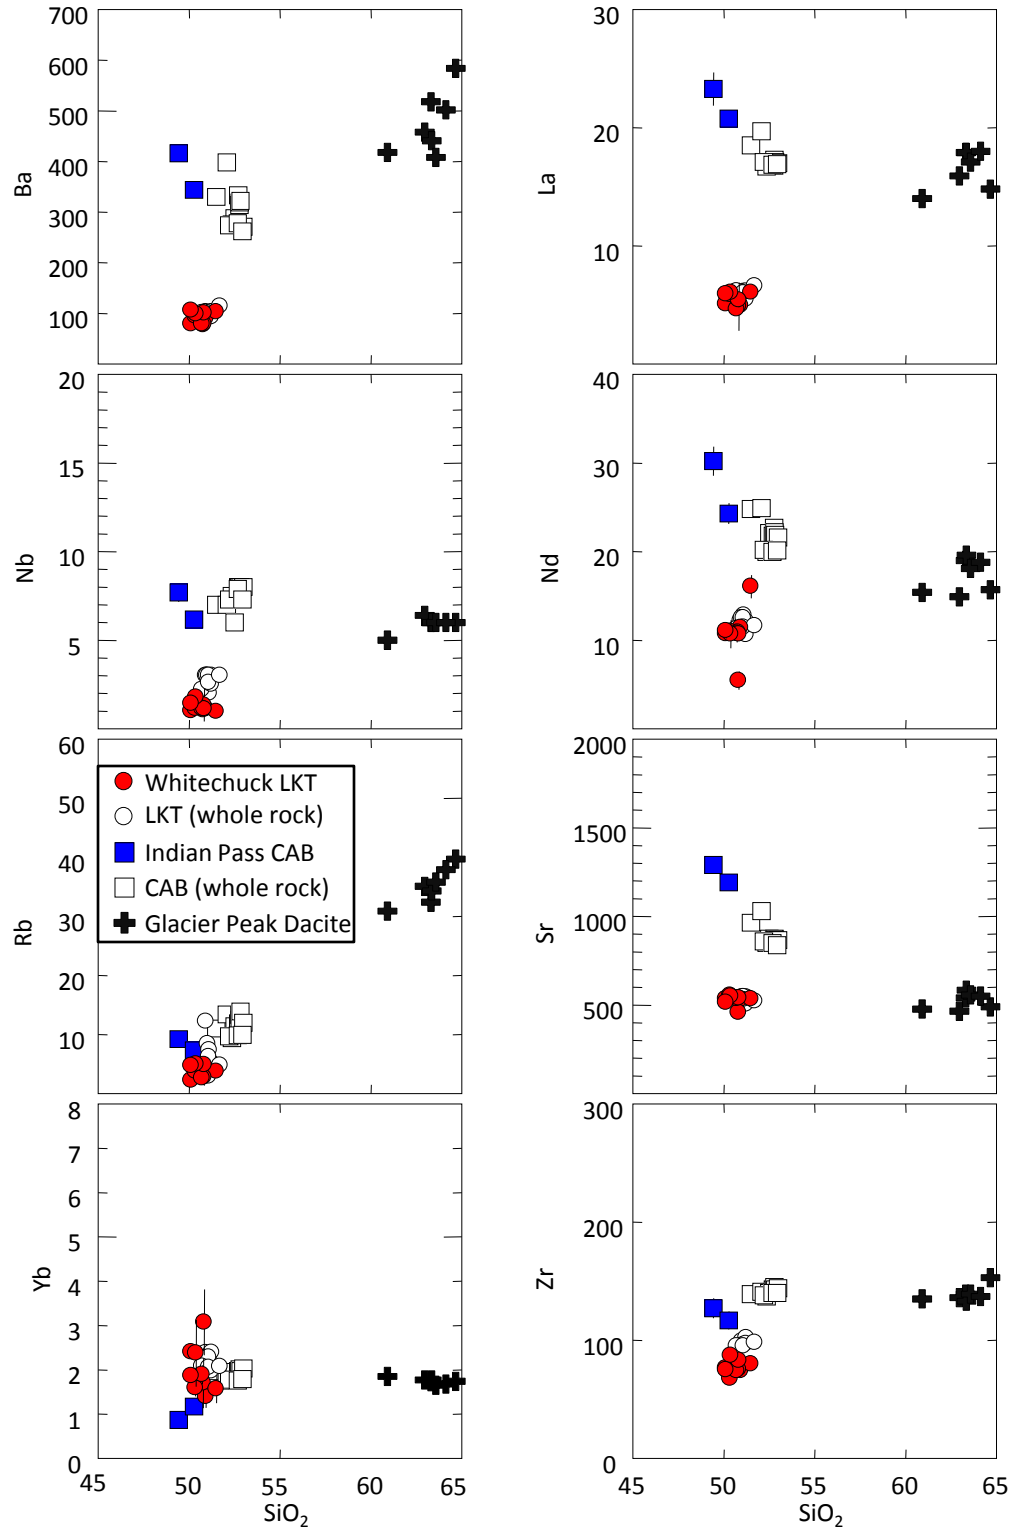 700
600
500
400
300
200
100
Ba
30
20
10
La
20
15
10
5
Nb
40
30
20
10
Nd
60
50
40
30
20
10
Rb
Whitechuck LKT
LKT (whole rock)
Indian Pass CAB
CAB (whole rock)
Glacier Peak Dacite
2000
1500
1000
500
Sr
8
7
6
5
4
3
2
1
0
Yb
45 50 55 60 65
SiO2
300
200
100
0
Zr
45 50 55 60 65
SiO2